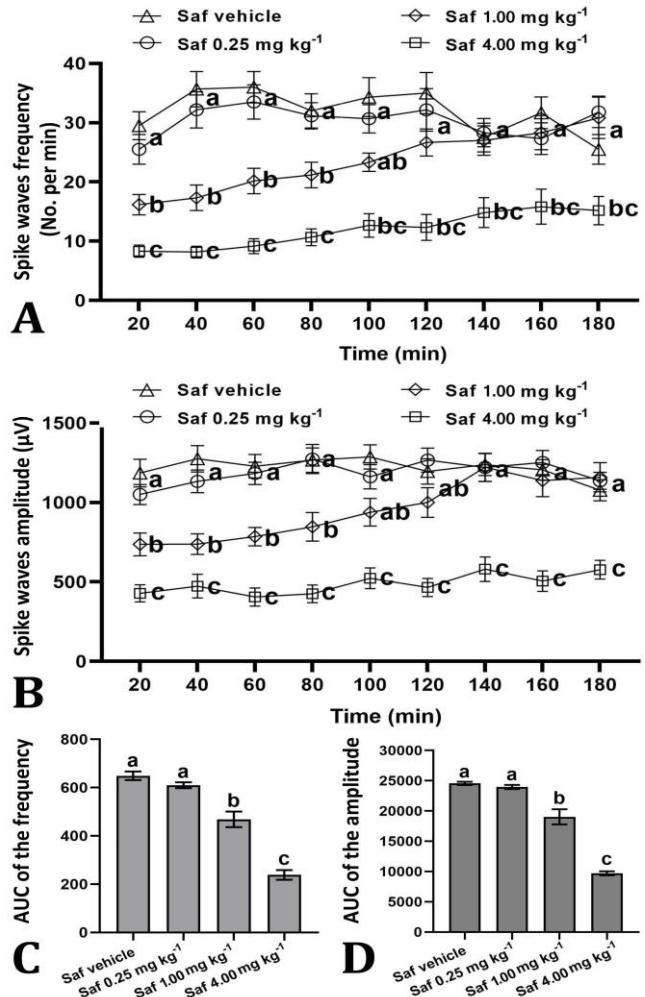 Saf vehicle
Saf 1.00 mg kg⁻¹
Saf 0.25 mg kg⁻¹
Saf 4.00 mg kg⁻¹
Spike waves frequency
(No. per min)
40
30
20
10
0
a a a a a a a a a
b b b b ab
c c c c bc bc bc bc bc
20 40 60 80 100 120 140 160 180
Time (min)
A
Saf vehicle
Saf 1.00 mg kg⁻¹
Saf 0.25 mg kg⁻¹
Saf 4.00 mg kg⁻¹
Spike waves amplitude (µV)
1500
1000
500
0
a a a a a ab a a a
b b b b ab
c c c c c c c c c
20 40 60 80 100 120 140 160 180
Time (min)
B
AUC of the frequency
800
600
400
200
0
a a b c
Saf vehicle
Saf 0.25 mg kg⁻¹
Saf 1.00 mg kg⁻¹
Saf 4.00 mg kg⁻¹
C
AUC of the amplitude
30000
25000
20000
15000
10000
5000
0
a a b c
Saf vehicle
Saf 0.25 mg kg⁻¹
Saf 1.00 mg kg⁻¹
Saf 4.00 mg kg⁻¹
D